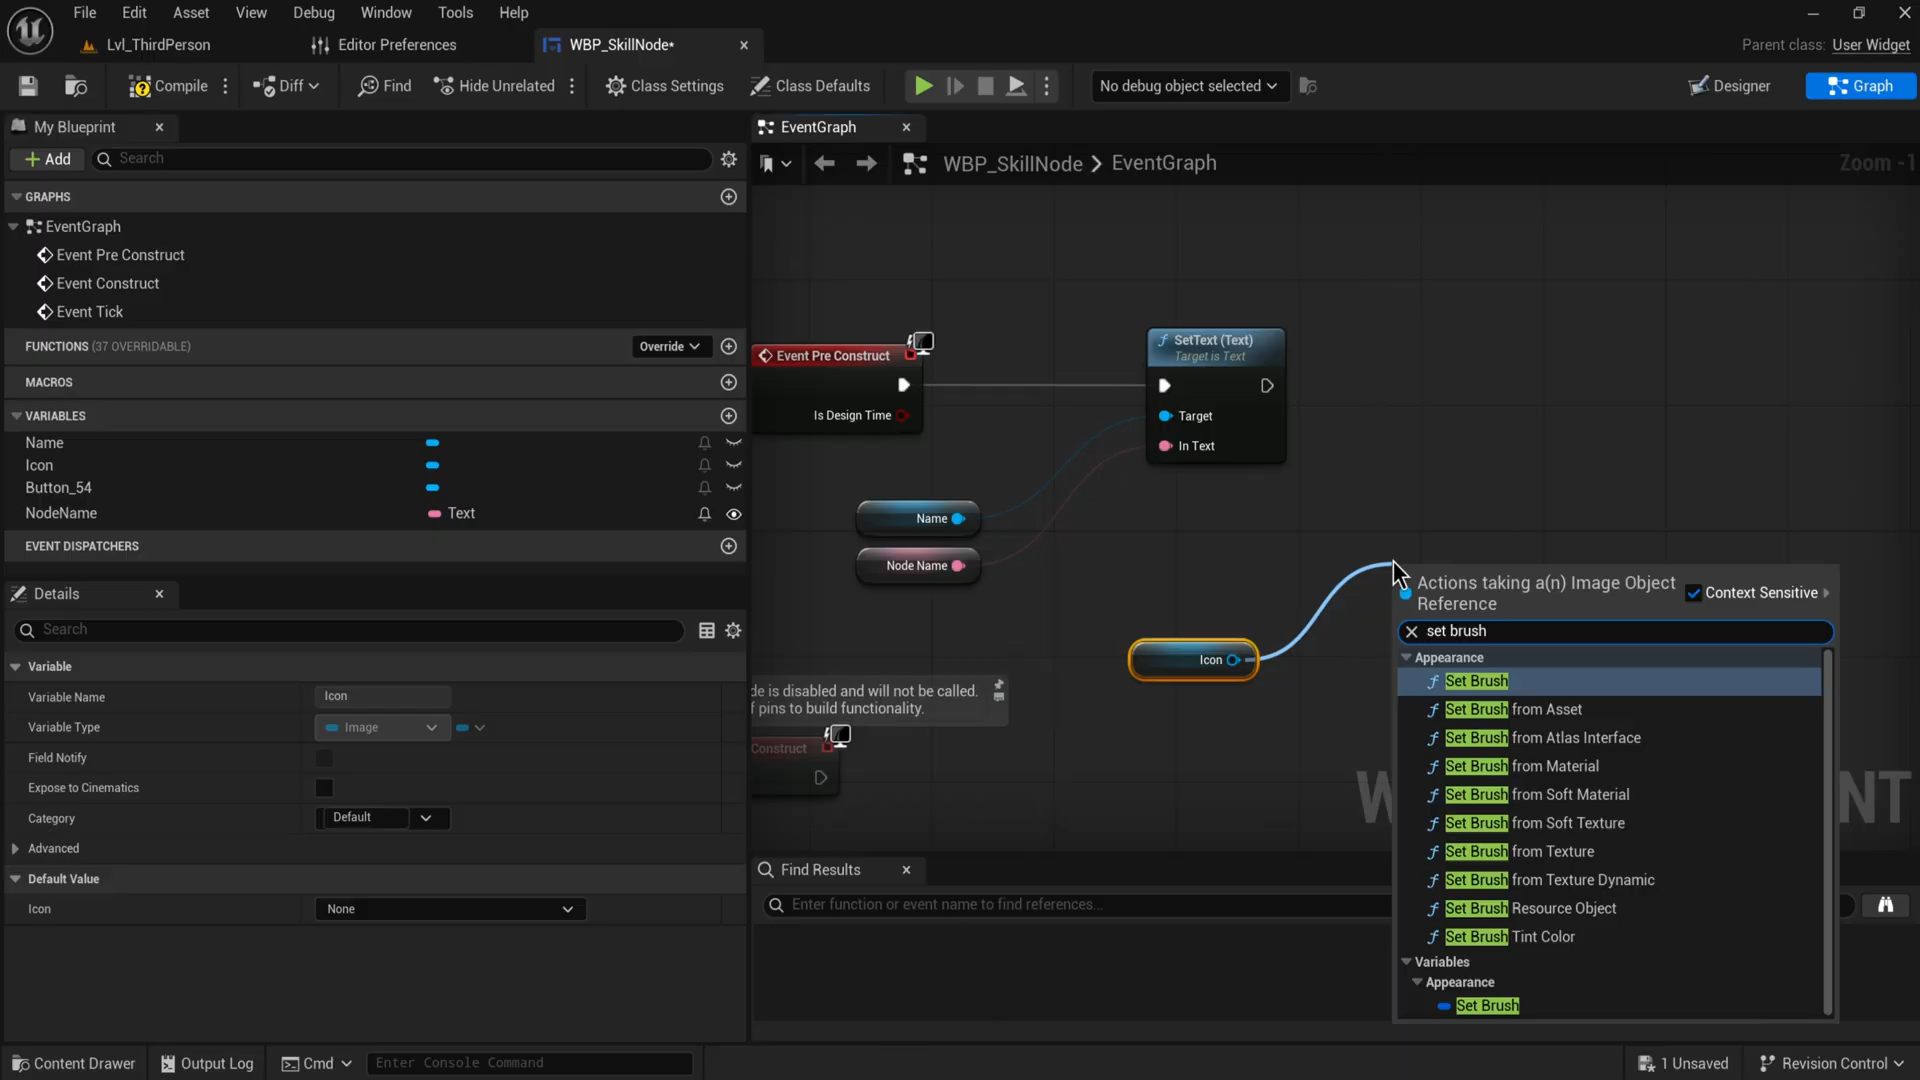 File Edit Asset View Debug Window Tools Help
Lvl_ThirdPerson
Editor Preferences
WBP_SkillNode*
Parent class: User Widget
Compile
Diff
Find
Hide Unrelated
Class Settings
Class Defaults
No debug object selected
Designer
Graph
My Blueprint
EventGraph
Add
Search
WBP_SkillNode > EventGraph
Zoom -1
GRAPHS
EventGraph
Event Pre Construct
Event Construct
Event Tick
FUNCTIONS (37 OVERRIDABLE)
Override
MACROS
VARIABLES
Name
Icon
Button_54
NodeName
Text
EVENT DISPATCHERS
Event Pre Construct
Is Design Time
SetText (Text)
Target is Text
Target
In Text
Name
Node Name
Icon
de is disabled and will not be called.
f pins to build functionality.
Construct
Actions taking a(n) Image Object
Reference
Context Sensitive
set brush
Appearance
Set Brush
Set Brush from Asset
Set Brush from Atlas Interface
Set Brush from Material
Set Brush from Soft Material
Set Brush from Soft Texture
Set Brush from Texture
Set Brush from Texture Dynamic
Set Brush Resource Object
Set Brush Tint Color
Variables
Appearance
Set Brush
W
NT
Details
Search
Variable
Variable Name
Icon
Variable Type
Image
Field Notify
Expose to Cinematics
Category
Default
Advanced
Default Value
Icon
None
Find Results
Enter function or event name to find references...
Content Drawer
Output Log
Cmd
Enter Console Command
1 Unsaved
Revision Control